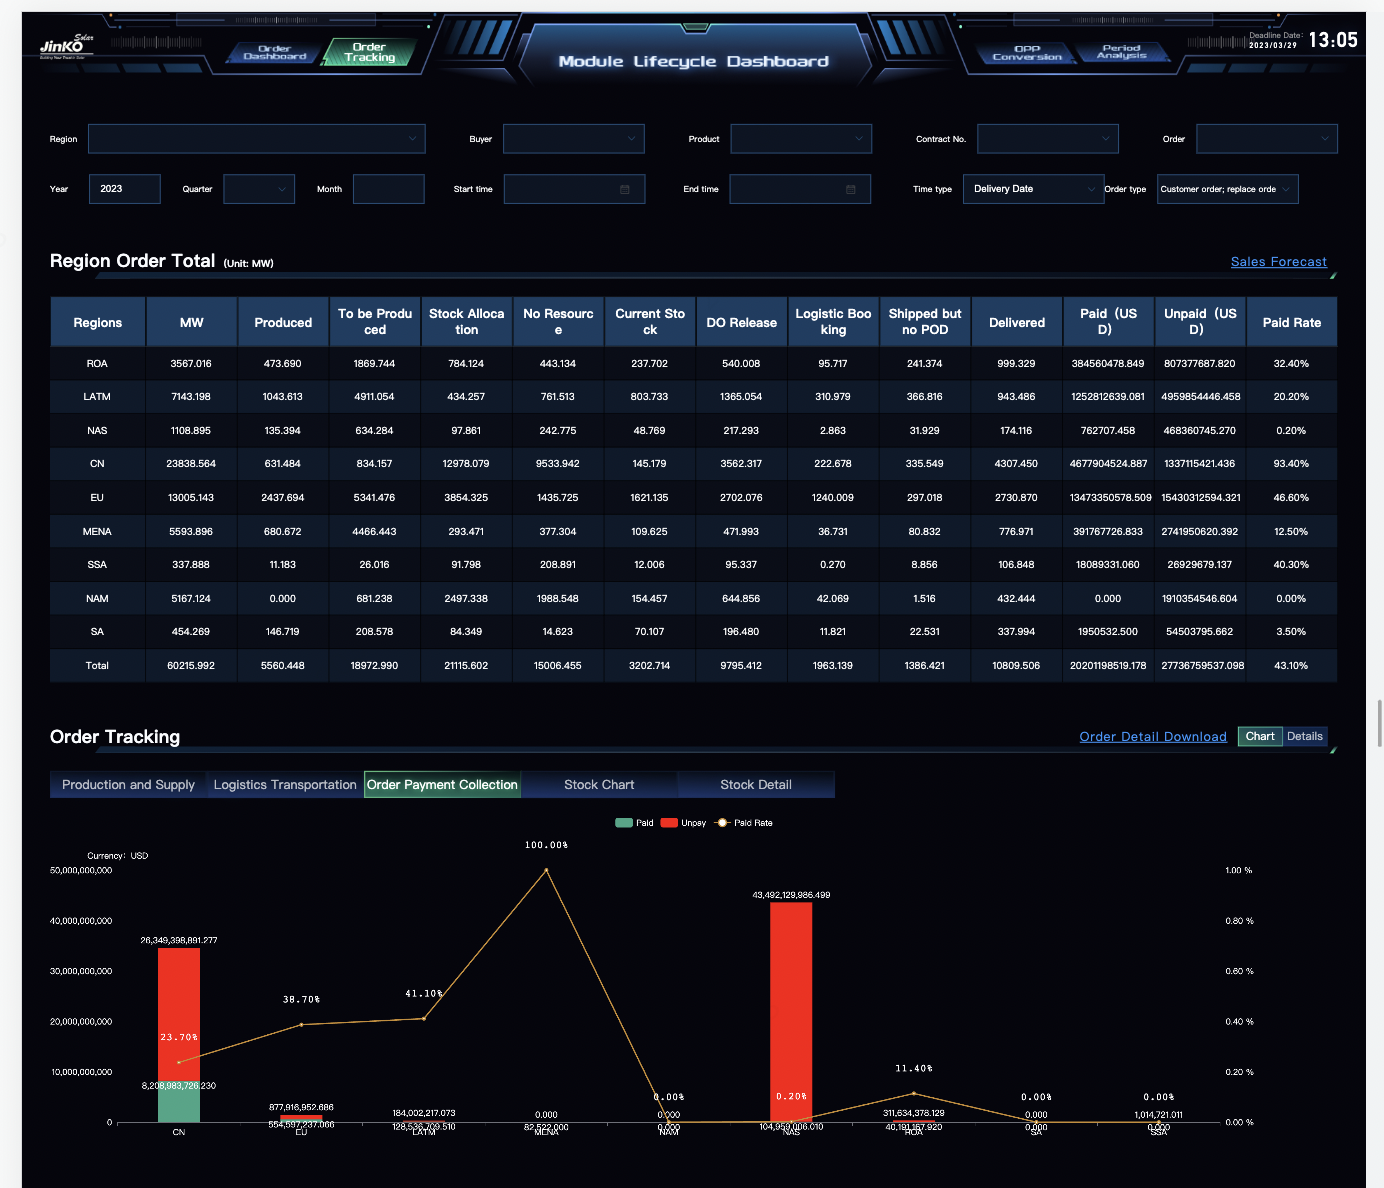 JinKO Solar
Building Your Trust in Solar
Order Dashboard
Order Tracking
Module Lifecycle Dashboard
OPP Conversion
Period Analysis
Deadline Date:
2023/03/29
13:05
Region Buyer Product Contract No. Order
Year 2023 Quarter Month Start time End time Time type Delivery Date Order type Customer order; replace orde
Region Order Total (Unit: MW) Sales Forecast
Regions MW Produced To be Produced Stock Allocation No Resource Current Stock DO Release Logistic Booking Shipped but no POD Delivered Paid（USD） Unpaid（USD） Paid Rate
ROA 3567.016 473.690 1869.744 784.124 443.134 237.702 540.008 95.717 241.374 999.329 384560478.849 807377687.820 32.40%
LATM 7143.198 1043.613 4911.054 434.257 761.513 803.733 1365.054 310.979 366.816 943.486 1252812639.081 4959854446.458 20.20%
NAS 1108.895 135.394 634.284 97.861 242.775 48.769 217.293 2.863 31.929 174.116 762707.458 468360745.270 0.20%
CN 23838.564 631.484 834.157 12978.079 9533.942 145.179 3562.317 222.678 335.549 4307.450 4677904524.887 1337115421.436 93.40%
EU 13005.143 2437.694 5341.476 3854.325 1435.725 1621.135 2702.076 1240.009 297.018 2730.870 13473350578.509 15430312594.321 46.60%
MENA 5593.896 680.672 4466.443 293.471 377.304 109.625 471.993 36.731 80.832 776.971 391767726.833 2741950620.392 12.50%
SSA 337.888 11.183 26.016 91.798 208.891 12.006 95.337 0.270 8.856 106.848 18089331.060 26929679.137 40.30%
NAM 5167.124 0.000 681.238 2497.338 1988.548 154.457 644.856 42.069 1.516 432.444 0.000 1910354546.604 0.00%
SA 454.269 146.719 208.578 84.349 14.623 70.107 196.480 11.821 22.531 337.994 1950532.500 54503795.662 3.50%
Total 60215.992 5560.448 18972.990 21115.602 15006.455 3202.714 9795.412 1963.139 1386.421 10809.506 20201198519.178 27736759537.098 43.10%
Order Tracking Order Detail Download Chart Details
Production and Supply Logistics Transportation Order Payment Collection Stock Chart Stock Detail
Paid Unpay Paid Rate
100.00%
Currency: USD
50,000,000,000 1.00 %
43,492,129,986.499
40,000,000,000 0.80 %
26,349,398,891.277
30,000,000,000 0.60 %
38.70% 41.10%
20,000,000,000 0.40 %
23.70%
10,000,000,000 11.40% 0.20 %
8,208,983,726.230
0.00% 0.20% 0.00% 0.00%
877,916,952.686 184,002,217.073 0.000 0.000 311,634,378.129 0.000 1,014,721.011
0 0.00 %
554,597,237.066 128,536,709.510 82,522.000 0.000 104,959,006.010 40,191,157.920 0.000 0.000
CN EU LATM MENA NAM NAS ROA SA SSA